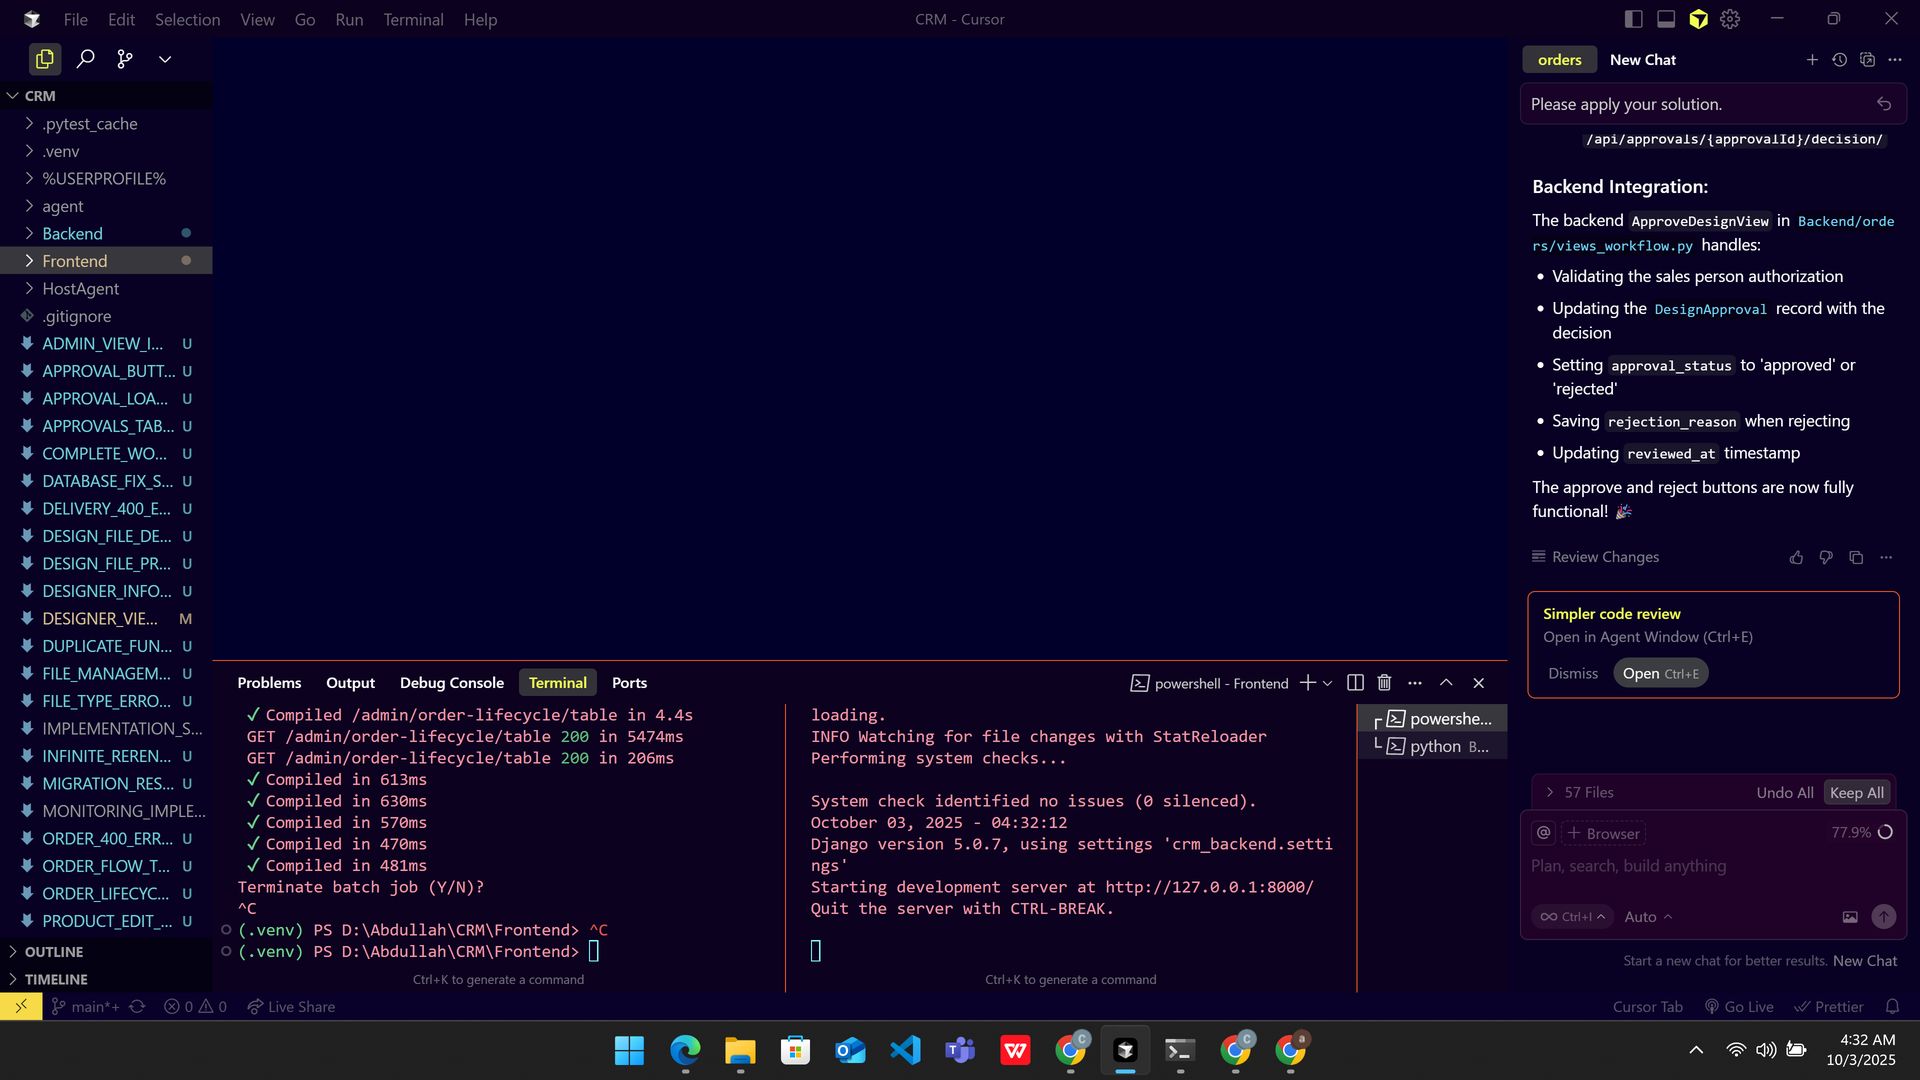 File Edit Selection View Go Run Terminal Help
CRM - Cursor
CRM
.pytest_cache
.venv
%USERPROFILE%
agent
Backend
Frontend
HostAgent
.gitignore
ADMIN_VIEW_I... U
APPROVAL_BUTT... U
APPROVAL_LOA... U
APPROVALS_TAB... U
COMPLETE_WO... U
DATABASE_FIX_S... U
DELIVERY_400_E... U
DESIGN_FILE_DE... U
DESIGN_FILE_PR... U
DESIGNER_INFO... U
DESIGNER_VIE... M
DUPLICATE_FUN... U
FILE_MANAGEM... U
FILE_TYPE_ERRO... U
IMPLEMENTATION_S...
INFINITE_REREN... U
MIGRATION_RES... U
MONITORING_IMPLE...
ORDER_400_ERR... U
ORDER_FLOW_T... U
ORDER_LIFECYC... U
PRODUCT_EDIT_... U
OUTLINE
TIMELINE
Problems Output Debug Console Terminal Ports
powershell - Frontend
✓ Compiled /admin/order-lifecycle/table in 4.4s
GET /admin/order-lifecycle/table 200 in 5474ms
GET /admin/order-lifecycle/table 200 in 206ms
✓ Compiled in 613ms
✓ Compiled in 630ms
✓ Compiled in 570ms
✓ Compiled in 470ms
✓ Compiled in 481ms
Terminate batch job (Y/N)?
^C
(.venv) PS D:\Abdullah\CRM\Frontend> ^C
(.venv) PS D:\Abdullah\CRM\Frontend>
Ctrl+K to generate a command
loading.
INFO Watching for file changes with StatReloader
Performing system checks...
System check identified no issues (0 silenced).
October 03, 2025 - 04:32:12
Django version 5.0.7, using settings 'crm_backend.setti
ngs'
Starting development server at http://127.0.0.1:8000/
Quit the server with CTRL-BREAK.
Ctrl+K to generate a command
powershe...
python B...
orders New Chat
Please apply your solution.
/api/approvals/{approvalId}/decision/
Backend Integration:
The backend ApproveDesignView in Backend/orde
rs/views_workflow.py handles:
• Validating the sales person authorization
• Updating the DesignApproval record with the
decision
• Setting approval_status to 'approved' or
'rejected'
• Saving rejection_reason when rejecting
• Updating reviewed_at timestamp
The approve and reject buttons are now fully
functional! 🎉
Review Changes
Simpler code review
Open in Agent Window (Ctrl+E)
Dismiss Open Ctrl+E
57 Files Undo All Keep All
@ + Browser 77.9%
Plan, search, build anything
∞ Ctrl+I Auto
Start a new chat for better results. New Chat
main*+ 0 0 Live Share
Cursor Tab Go Live Prettier
4:32 AM
10/3/2025